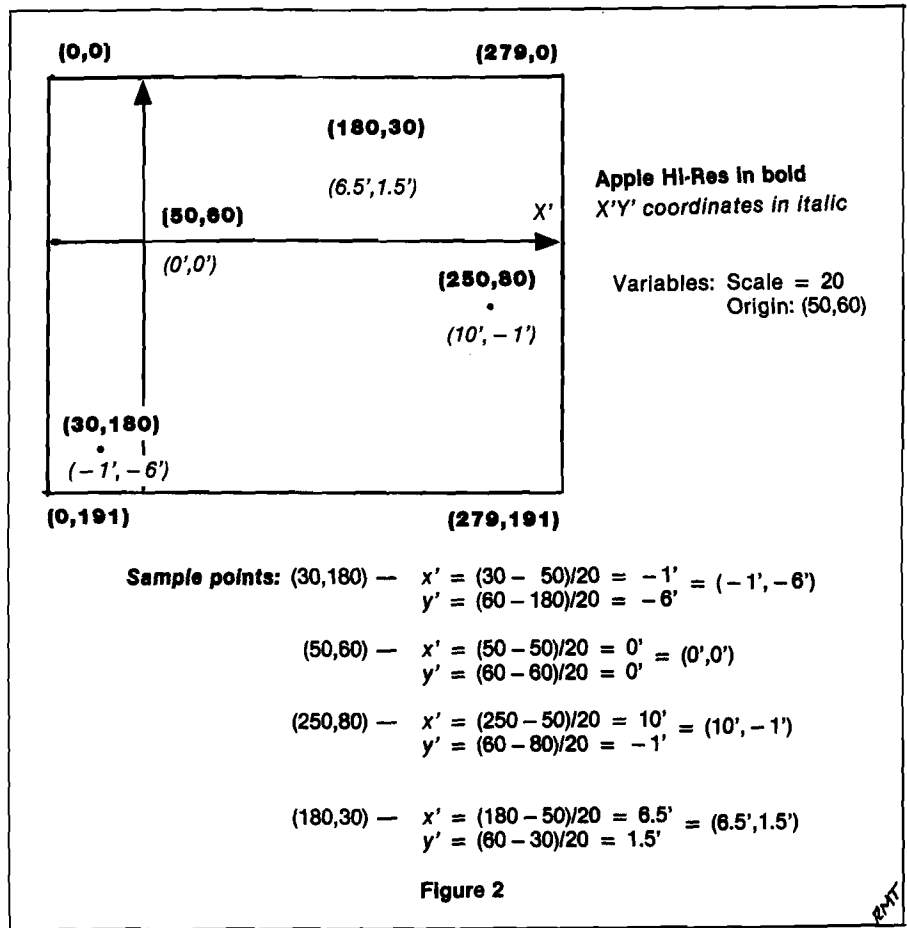 (0,0) (279,0)
(180,30)
(6.5',1.5')
Apple Hi-Res in bold
X'Y' coordinates in italic
(50,60) X'
(0',0')
(250,80)
(10', – 1')
Variables: Scale = 20
Origin: (50,60)
(30,180)
(– 1', – 6')
(0,191) (279,191)
Sample points: (30,180) — x' = (30 – 50)/20 = –1' = (–1', –6')
y' = (60 – 180)/20 = –6'
(50,60) — x' = (50 – 50)/20 = 0' = (0',0')
y' = (60 – 60)/20 = 0'
(250,80) — x' = (250 – 50)/20 = 10' = (10', –1')
y' = (60 – 80)/20 = –1'
(180,30) — x' = (180 – 50)/20 = 6.5' = (6.5',1.5')
y' = (60 – 30)/20 = 1.5'
Figure 2
RMT